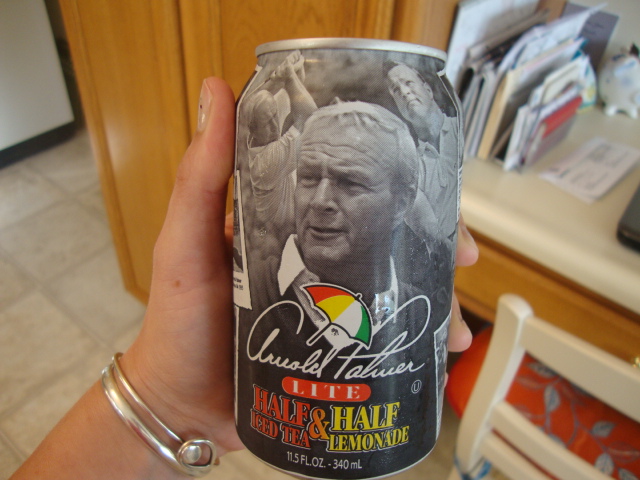 Arnold Palmer
LITE
HALF & HALF
ICED TEA LEMONADE
11.5 FL.OZ. - 340 mL